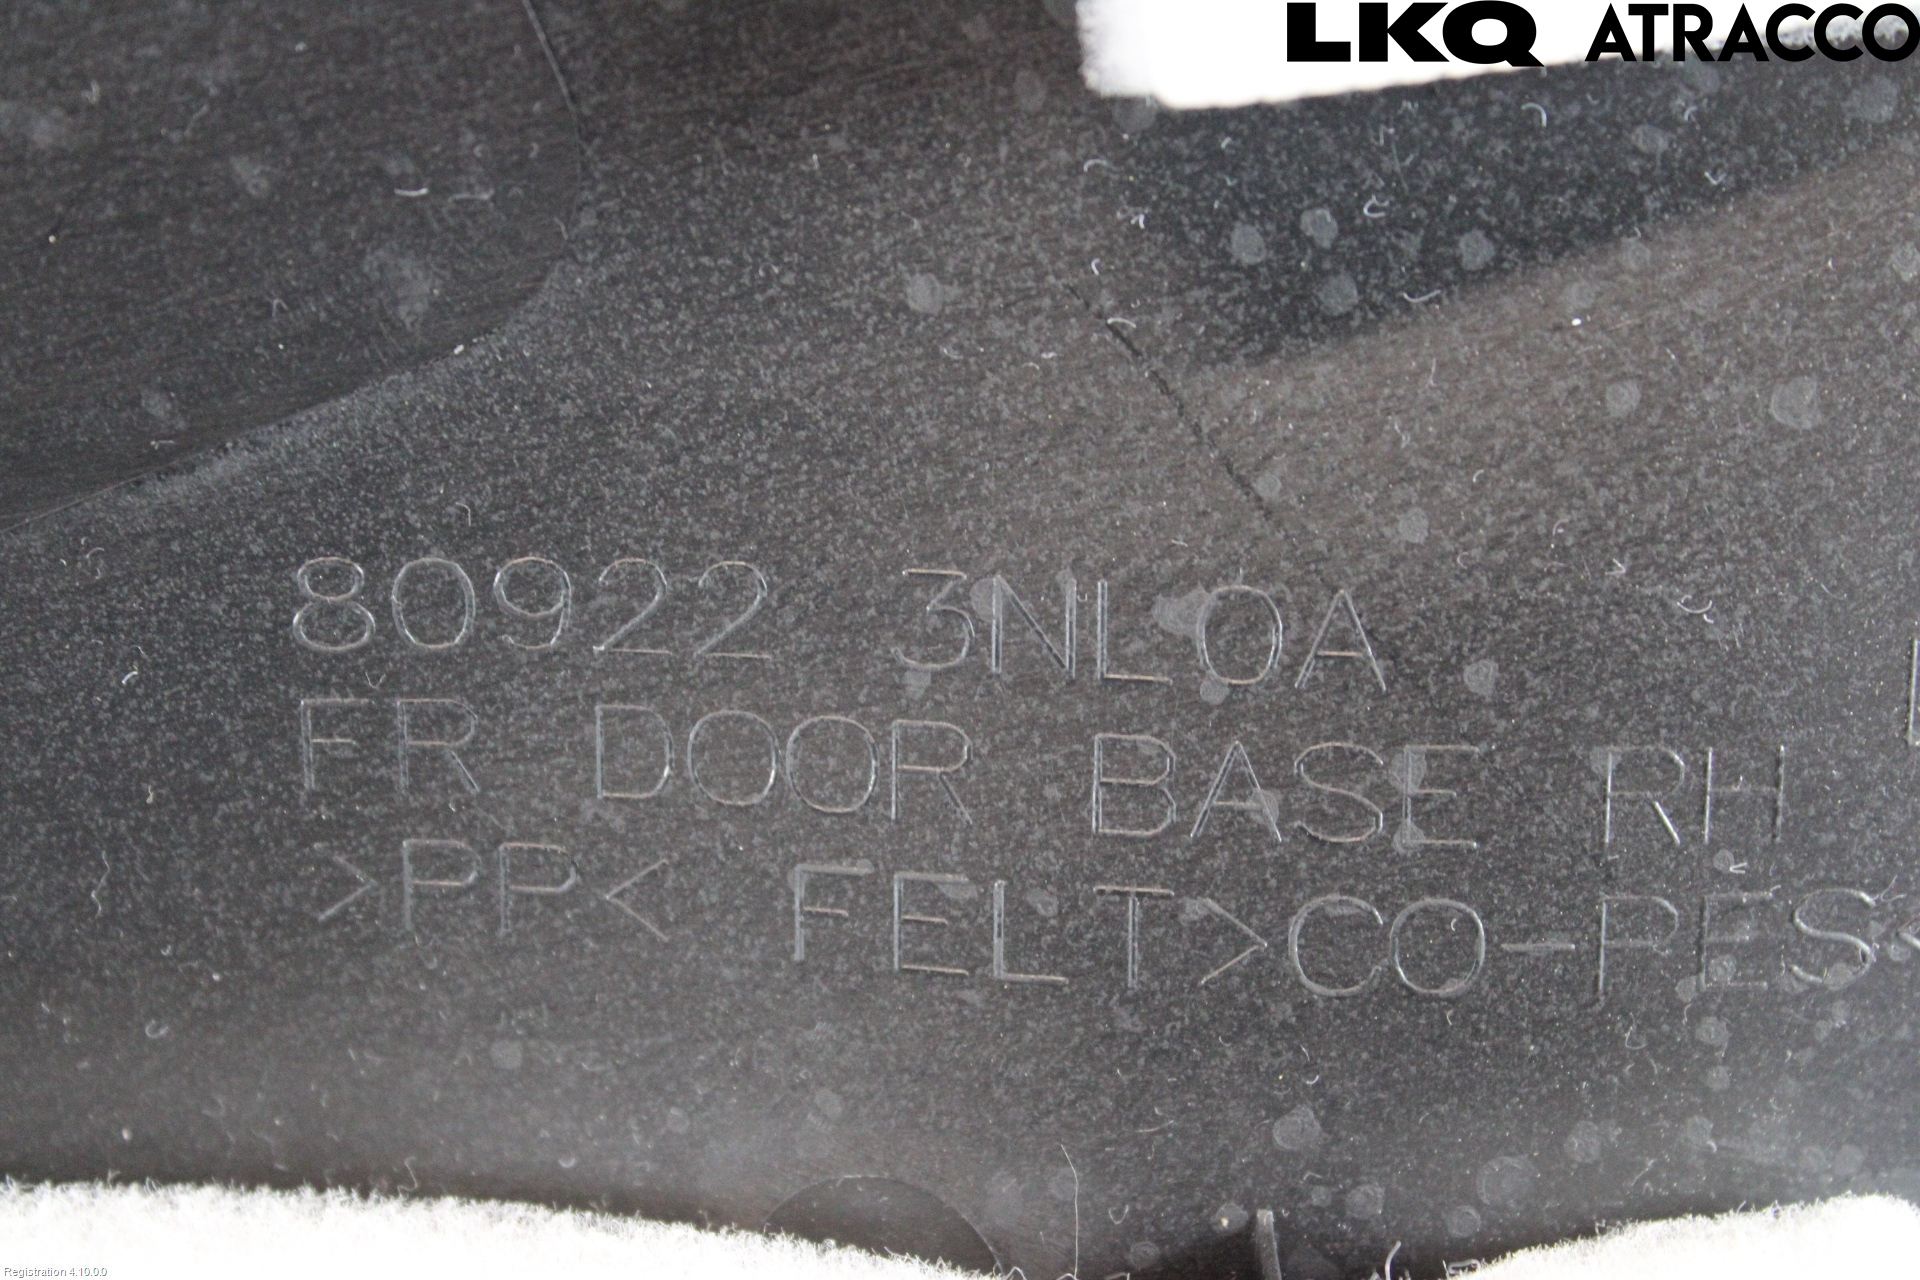 LKQ ATRACCO
80922 3NL0A
FR DOOR BASE RH
>PP< FELT>CO-PES<
Registration 4.10.0.0